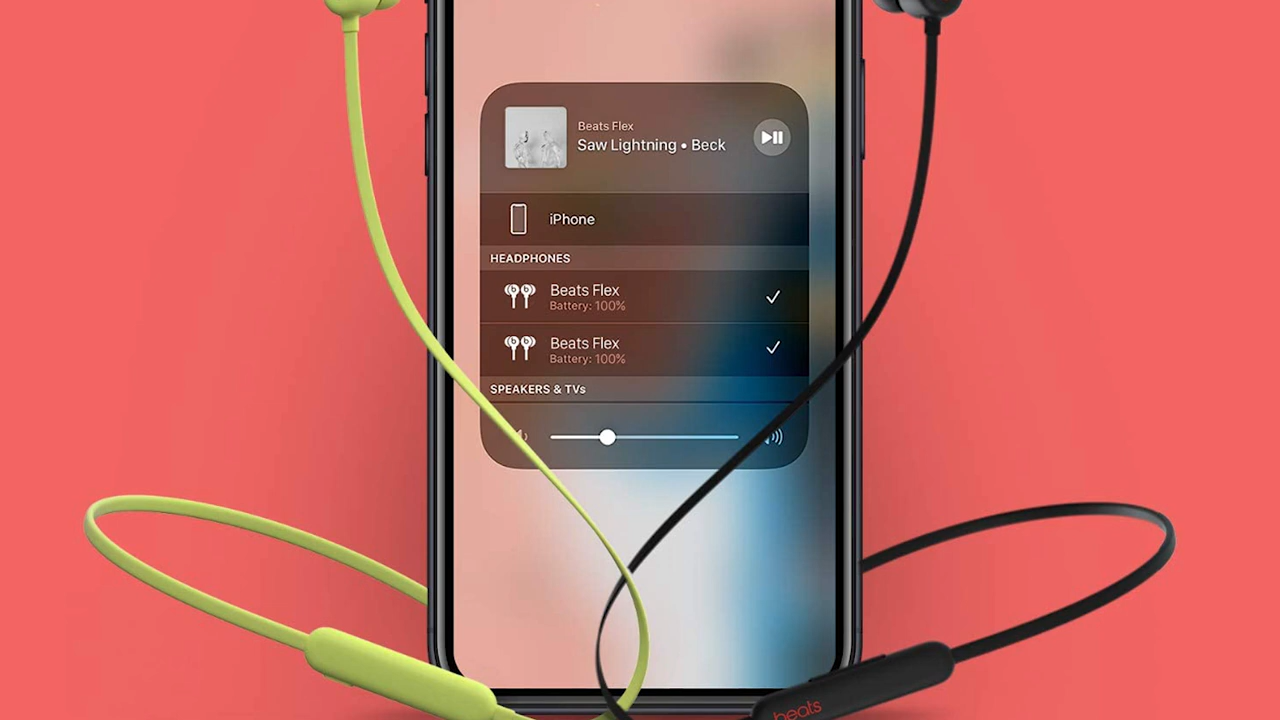 Beats Flex
Saw Lightning • Beck
iPhone
HEADPHONES
Beats Flex
Battery: 100%
Beats Flex
Battery: 100%
SPEAKERS & TVs
beats